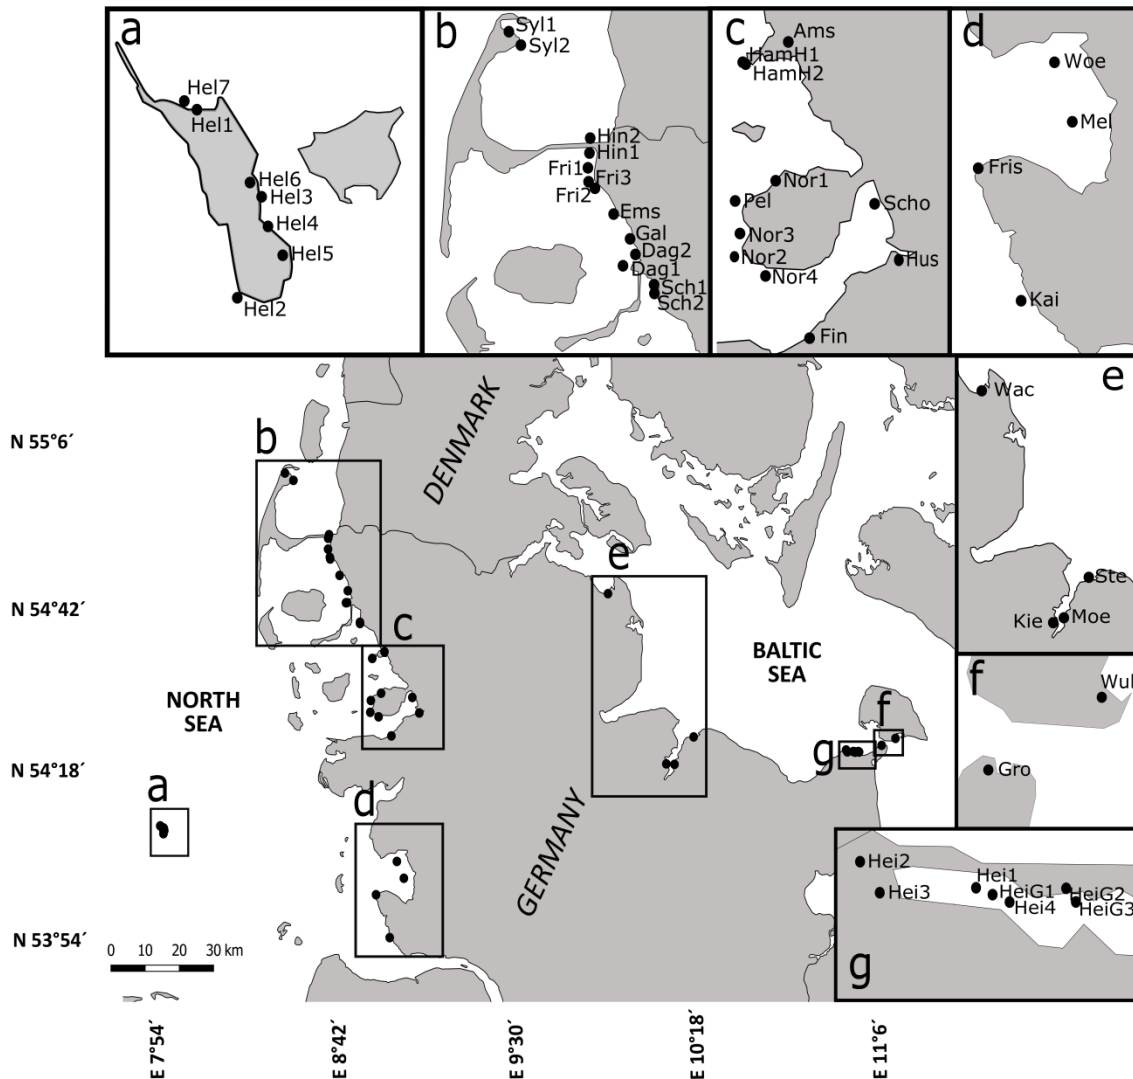 a
Hel7
Hel1
Hel6
Hel3
Hel4
Hel5
Hel2
b
Syl1
Syl2
Hin2
Hin1
Fri1
Fri3
Fri2
Ems
Gal
Dag2
Dag1
Sch1
Sch2
c
Ams
HamH1
HamH2
Nor1
Pel
Scho
Nor3
Nor2
Hus
Nor4
Fin
d
Woe
Mel
Fris
Kai
e
Wac
Ste
Moe
Kie
f
Wul
Gro
Hei2
Hei3
Hei1
HeiG1
Hei4
HeiG2
HeiG3
g
N 55°6´
N 54°42´
N 54°18´
N 53°54´
b
DENMARK
e
c
BALTIC
SEA
NORTH
SEA
f
g
a
d
GERMANY
0 10 20 30 km
E 7°54´
E 8°42´
E 9°30´
E 10°18´
E 11°6´